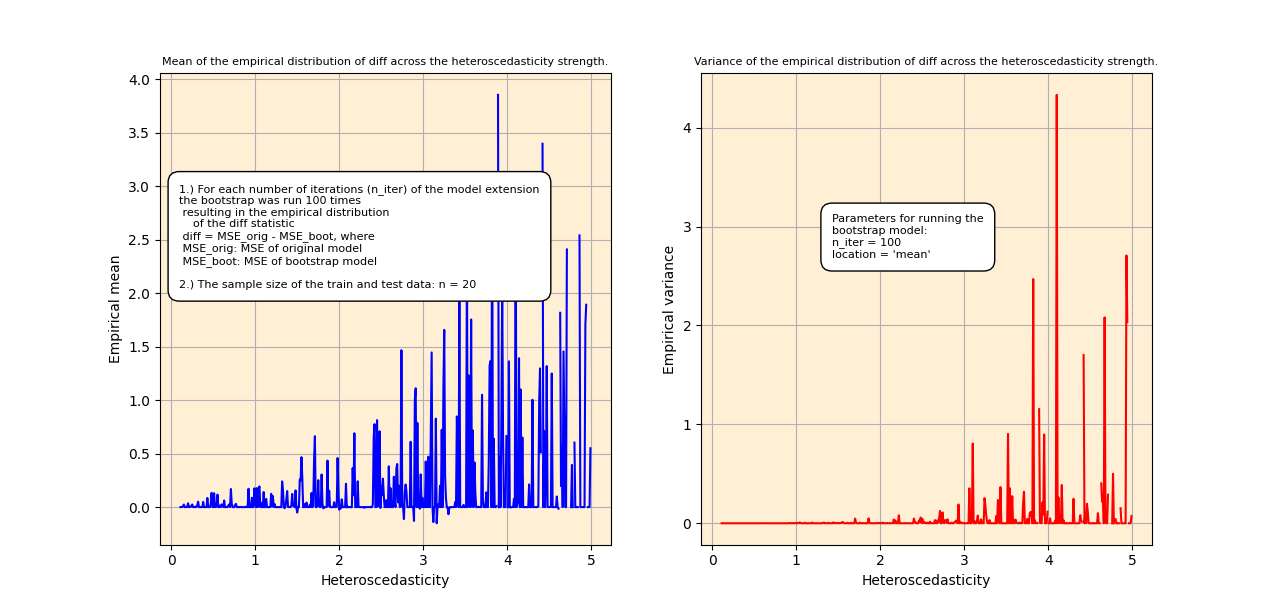 Mean of the empirical distribution of diff across the heteroscedasticity strength.
4.0
3.5
3.0
2.5
2.0
1.5
1.0
0.5
0.0
Empirical mean
1.) For each number of iterations (n_iter) of the model extension
the bootstrap was run 100 times
resulting in the empirical distribution
of the diff statistic
diff = MSE_orig - MSE_boot, where
MSE_orig: MSE of original model
MSE_boot: MSE of bootstrap model
2.) The sample size of the train and test data: n = 20
0 1 2 3 4 5
Heteroscedasticity
Variance of the empirical distribution of diff across the heteroscedasticity strength.
4
3
2
1
0
Empirical variance
Parameters for running the
bootstrap model:
n_iter = 100
location = 'mean'
0 1 2 3 4 5
Heteroscedasticity